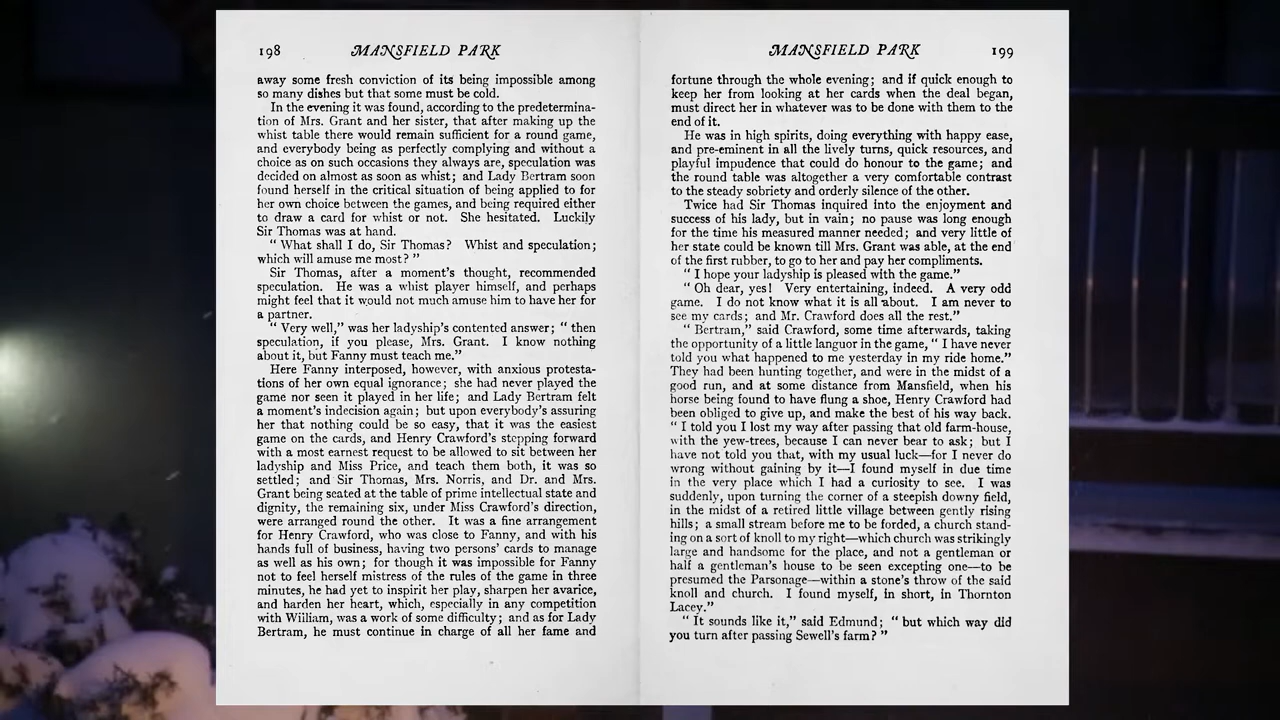 198 MANSFIELD PARK
away some fresh conviction of its being impossible among
so many dishes but that some must be cold.
In the evening it was found, according to the predetermina-
tion of Mrs. Grant and her sister, that after making up the
whist table there would remain sufficient for a round game,
and everybody being as perfectly complying and without a
choice as on such occasions they always are, speculation was
decided on almost as soon as whist; and Lady Bertram soon
found herself in the critical situation of being applied to for
her own choice between the games, and being required either
to draw a card for whist or not. She hesitated. Luckily
Sir Thomas was at hand.
“ What shall I do, Sir Thomas? Whist and speculation;
which will amuse me most? ”
Sir Thomas, after a moment’s thought, recommended
speculation. He was a whist player himself, and perhaps
might feel that it would not much amuse him to have her for
a partner.
“ Very well,” was her ladyship’s contented answer; “ then
speculation, if you please, Mrs. Grant. I know nothing
about it, but Fanny must teach me.”
Here Fanny interposed, however, with anxious protesta-
tions of her own equal ignorance; she had never played the
game nor seen it played in her life; and Lady Bertram felt
a moment’s indecision again; but upon everybody’s assuring
her that nothing could be so easy, that it was the easiest
game on the cards, and Henry Crawford’s stepping forward
with a most earnest request to be allowed to sit between her
ladyship and Miss Price, and teach them both, it was so
settled; and Sir Thomas, Mrs. Norris, and Dr. and Mrs.
Grant being seated at the table of prime intellectual state and
dignity, the remaining six, under Miss Crawford’s direction,
were arranged round the other. It was a fine arrangement
for Henry Crawford, who was close to Fanny, and with his
hands full of business, having two persons’ cards to manage
as well as his own; for though it was impossible for Fanny
not to feel herself mistress of the rules of the game in three
minutes, he had yet to inspirit her play, sharpen her avarice,
and harden her heart, which, especially in any competition
with William, was a work of some difficulty; and as for Lady
Bertram, he must continue in charge of all her fame and
MANSFIELD PARK 199
fortune through the whole evening; and if quick enough to
keep her from looking at her cards when the deal began,
must direct her in whatever was to be done with them to the
end of it.
He was in high spirits, doing everything with happy ease,
and pre-eminent in all the lively turns, quick resources, and
playful impudence that could do honour to the game; and
the round table was altogether a very comfortable contrast
to the steady sobriety and orderly silence of the other.
Twice had Sir Thomas inquired into the enjoyment and
success of his lady, but in vain; no pause was long enough
for the time his measured manner needed; and very little of
her state could be known till Mrs. Grant was able, at the end
of the first rubber, to go to her and pay her compliments.
“ I hope your ladyship is pleased with the game.”
“ Oh dear, yes! Very entertaining, indeed. A very odd
game. I do not know what it is all about. I am never to
see my cards; and Mr. Crawford does all the rest.”
“ Bertram,” said Crawford, some time afterwards, taking
the opportunity of a little languor in the game, “ I have never
told you what happened to me yesterday in my ride home.”
They had been hunting together, and were in the midst of a
good run, and at some distance from Mansfield, when his
horse being found to have flung a shoe, Henry Crawford had
been obliged to give up, and make the best of his way back.
“ I told you I lost my way after passing that old farm-house,
with the yew-trees, because I can never bear to ask; but I
have not told you that, with my usual luck—for I never do
wrong without gaining by it—I found myself in due time
in the very place which I had a curiosity to see. I was
suddenly, upon turning the corner of a steepish downy field,
in the midst of a retired little village between gently rising
hills; a small stream before me to be forded, a church stand-
ing on a sort of knoll to my right—which church was strikingly
large and handsome for the place, and not a gentleman or
half a gentleman’s house to be seen excepting one—to be
presumed the Parsonage—within a stone’s throw of the said
knoll and church. I found myself, in short, in Thornton
Lacey.”
“ It sounds like it,” said Edmund; “ but which way did
you turn after passing Sewell’s farm? ”